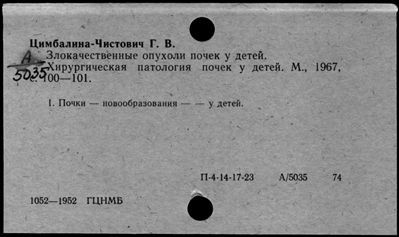 Цимбалина-Чистович Г. В.
А
5035
Злокачественные опухоли почек у детей.
Хирургическая патология почек у детей. М., 1967,
с. 100—101.
1. Почки — новообразования — — у детей.
П-4-14-17-23 А/5035 74
1052—1952 ГЦНМБ